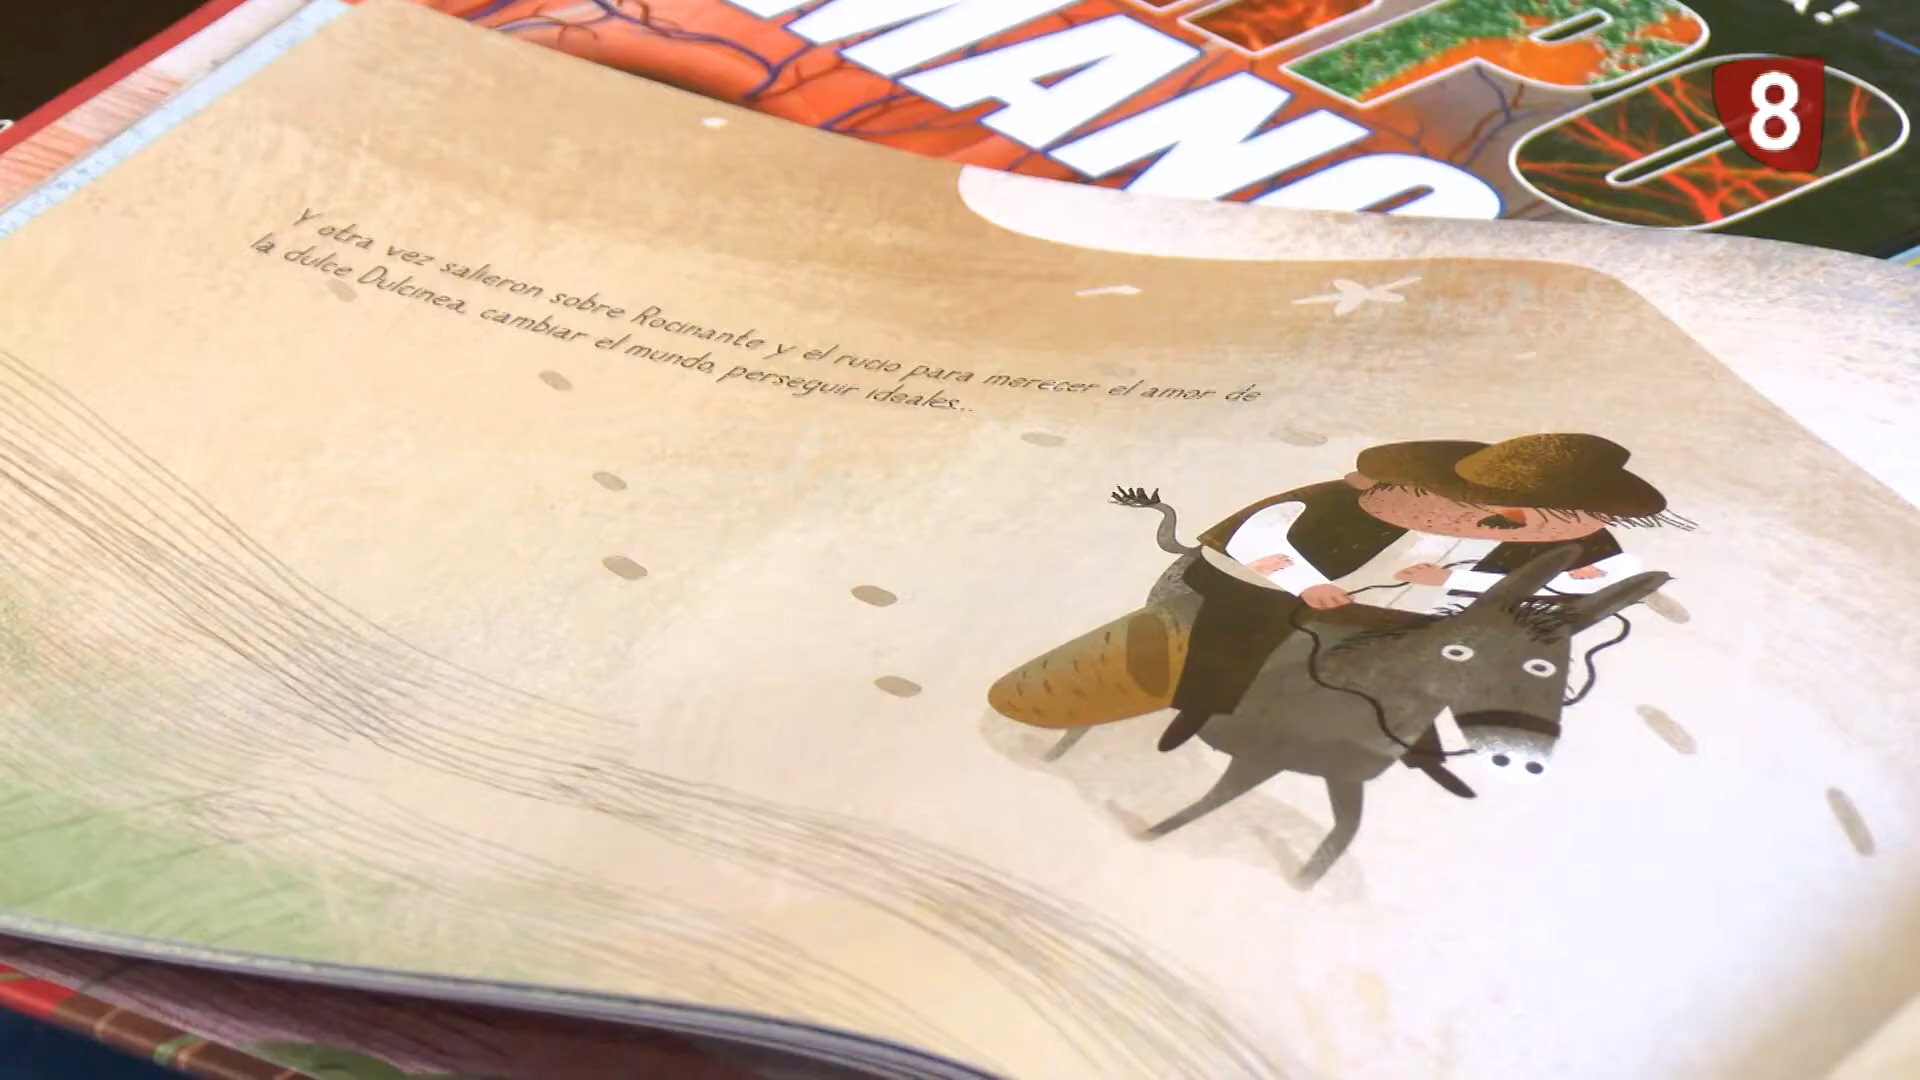 MANO
8
Y otra vez salieron sobre Rocinante y el rucio para merecer el amor de
la dulce Dulcinea, cambiar el mundo, perseguir ideales...